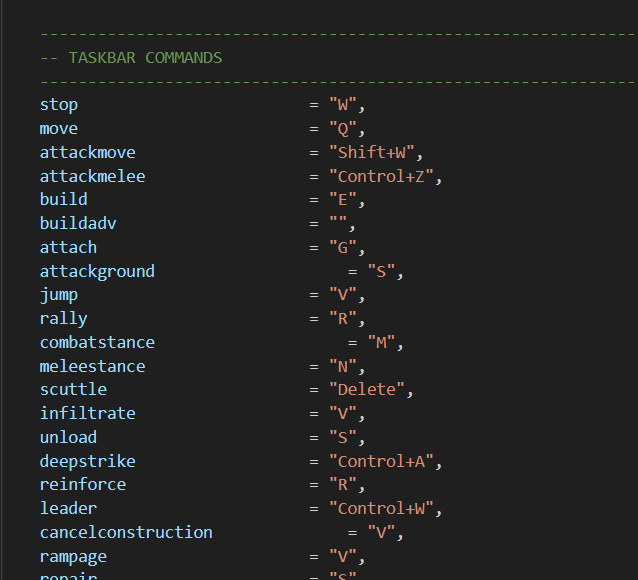 --------------------------------------------------------------
-- TASKBAR COMMANDS
--------------------------------------------------------------
stop = "W",
move = "Q",
attackmove = "Shift+W",
attackmelee = "Control+Z",
build = "E",
buildadv = "",
attach = "G",
attackground = "S",
jump = "V",
rally = "R",
combatstance = "M",
meleestance = "N",
scuttle = "Delete",
infiltrate = "V",
unload = "S",
deepstrike = "Control+A",
reinforce = "R",
leader = "Control+W",
cancelconstruction = "V",
rampage = "V",
repair = "S"